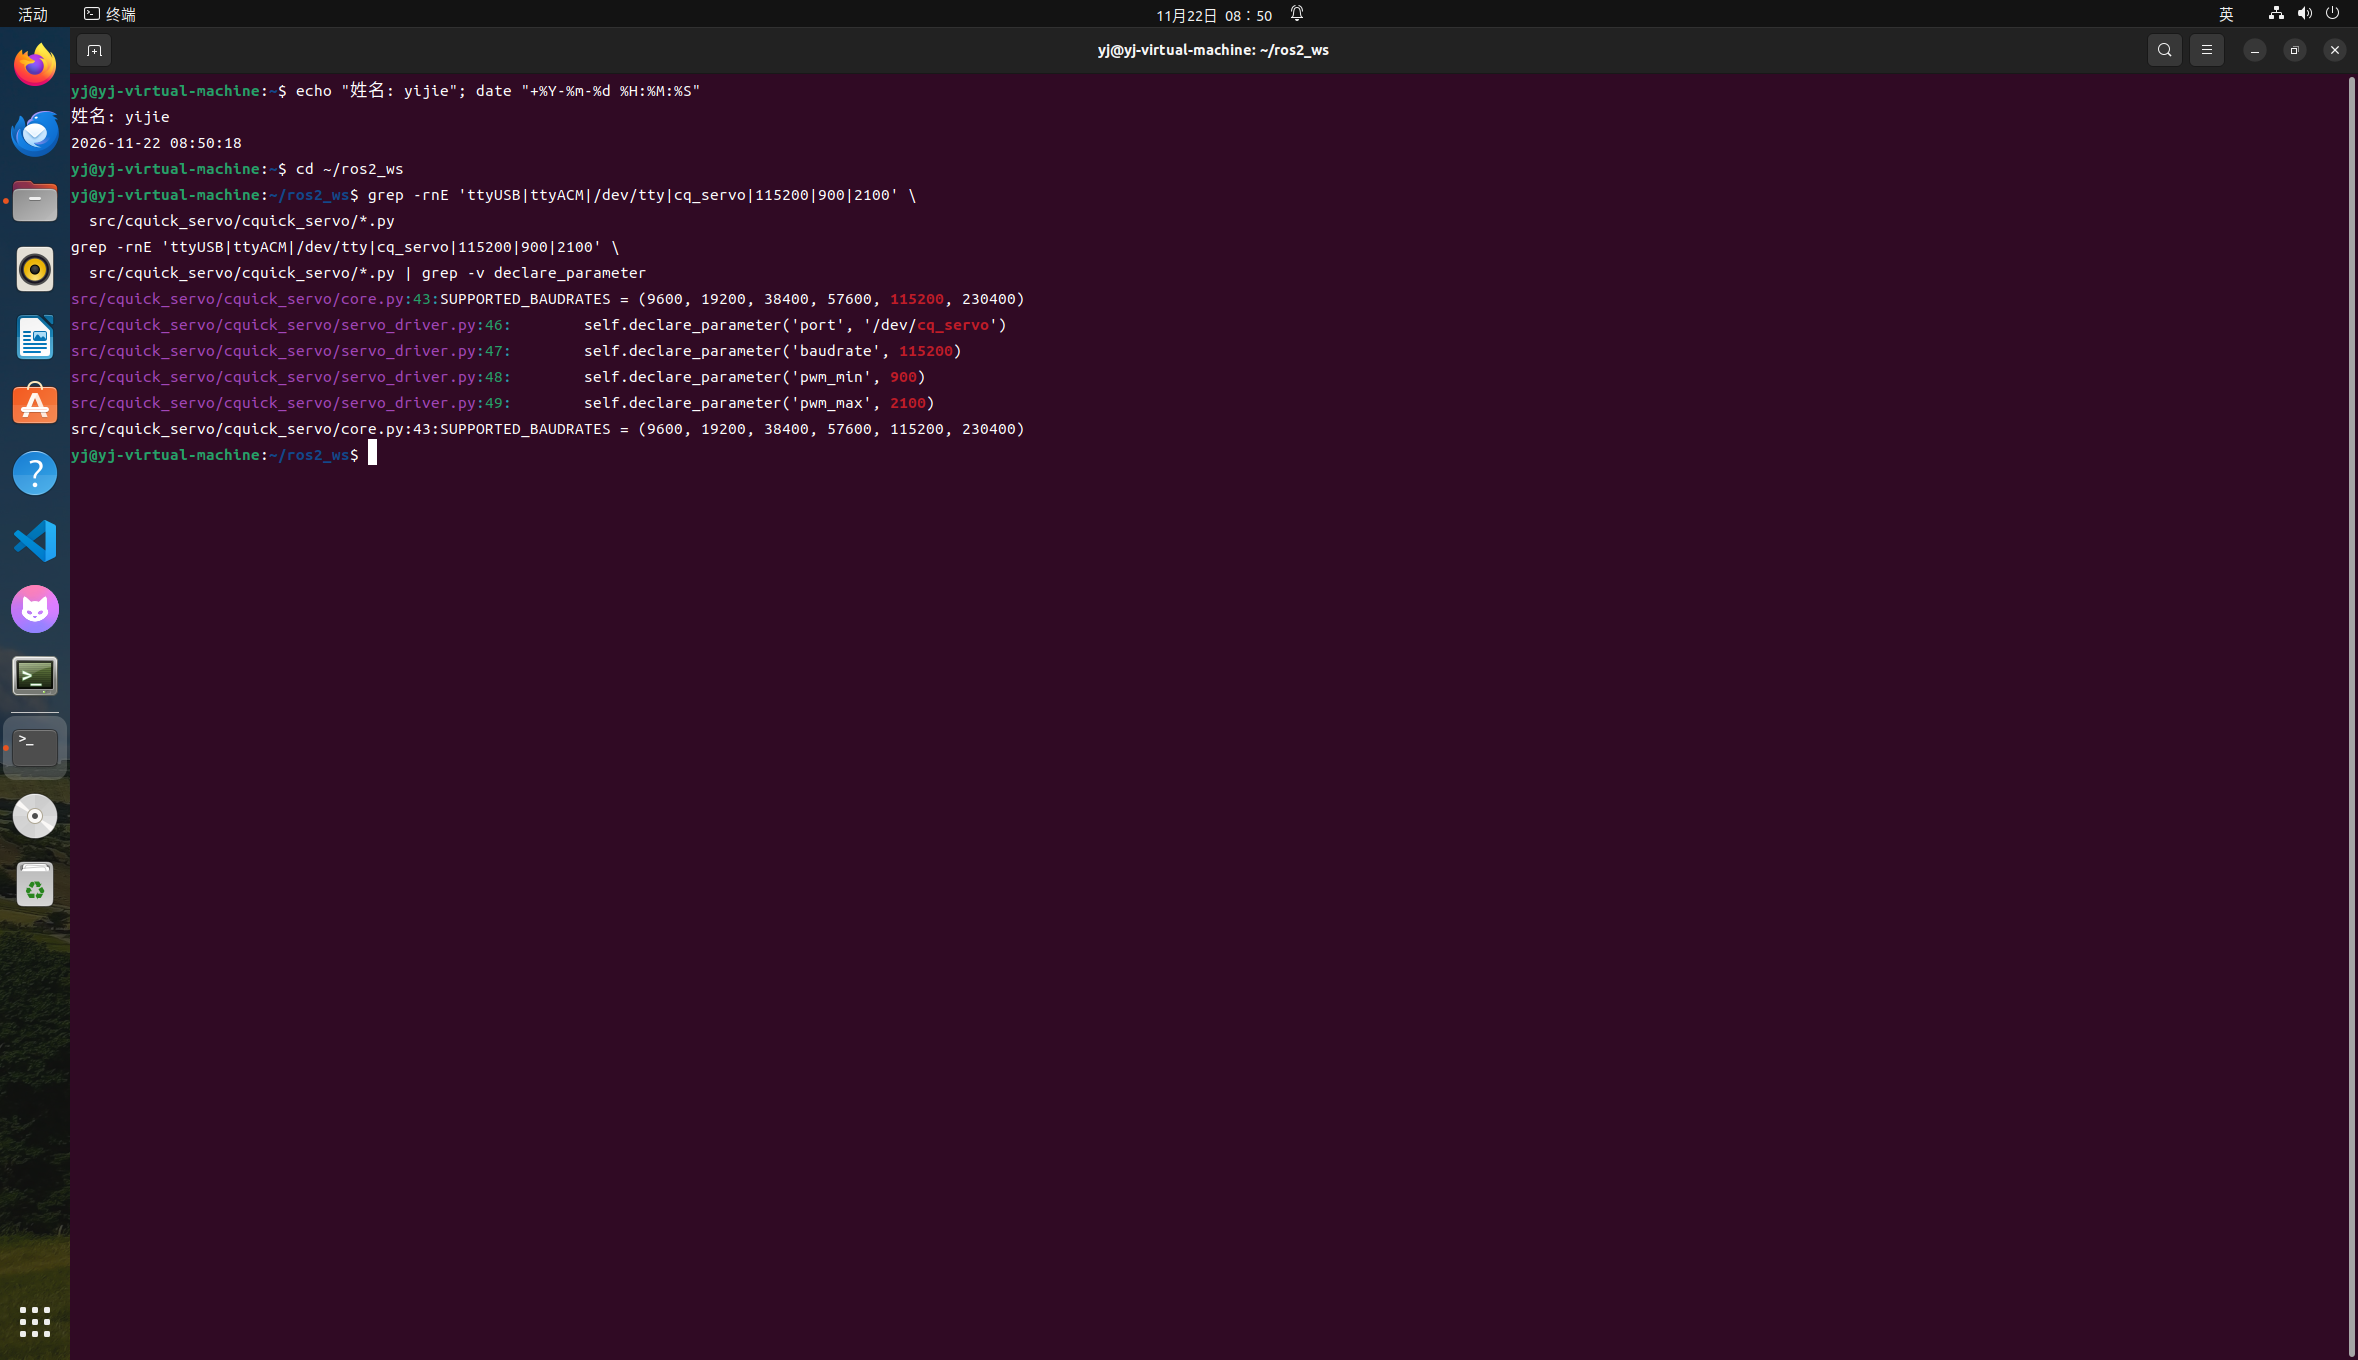 活动 终端 11月22日 08：50 英
yj@yj-virtual-machine: ~/ros2_ws
yj@yj-virtual-machine:~$ echo "姓名: yijie"; date "+%Y-%m-%d %H:%M:%S"
姓名: yijie
2026-11-22 08:50:18
yj@yj-virtual-machine:~$ cd ~/ros2_ws
yj@yj-virtual-machine:~/ros2_ws$ grep -rnE 'ttyUSB|ttyACM|/dev/tty|cq_servo|115200|900|2100' \
  src/cquick_servo/cquick_servo/*.py
grep -rnE 'ttyUSB|ttyACM|/dev/tty|cq_servo|115200|900|2100' \
  src/cquick_servo/cquick_servo/*.py | grep -v declare_parameter
src/cquick_servo/cquick_servo/core.py:43:SUPPORTED_BAUDRATES = (9600, 19200, 38400, 57600, 115200, 230400)
src/cquick_servo/cquick_servo/servo_driver.py:46:        self.declare_parameter('port', '/dev/cq_servo')
src/cquick_servo/cquick_servo/servo_driver.py:47:        self.declare_parameter('baudrate', 115200)
src/cquick_servo/cquick_servo/servo_driver.py:48:        self.declare_parameter('pwm_min', 900)
src/cquick_servo/cquick_servo/servo_driver.py:49:        self.declare_parameter('pwm_max', 2100)
src/cquick_servo/cquick_servo/core.py:43:SUPPORTED_BAUDRATES = (9600, 19200, 38400, 57600, 115200, 230400)
yj@yj-virtual-machine:~/ros2_ws$